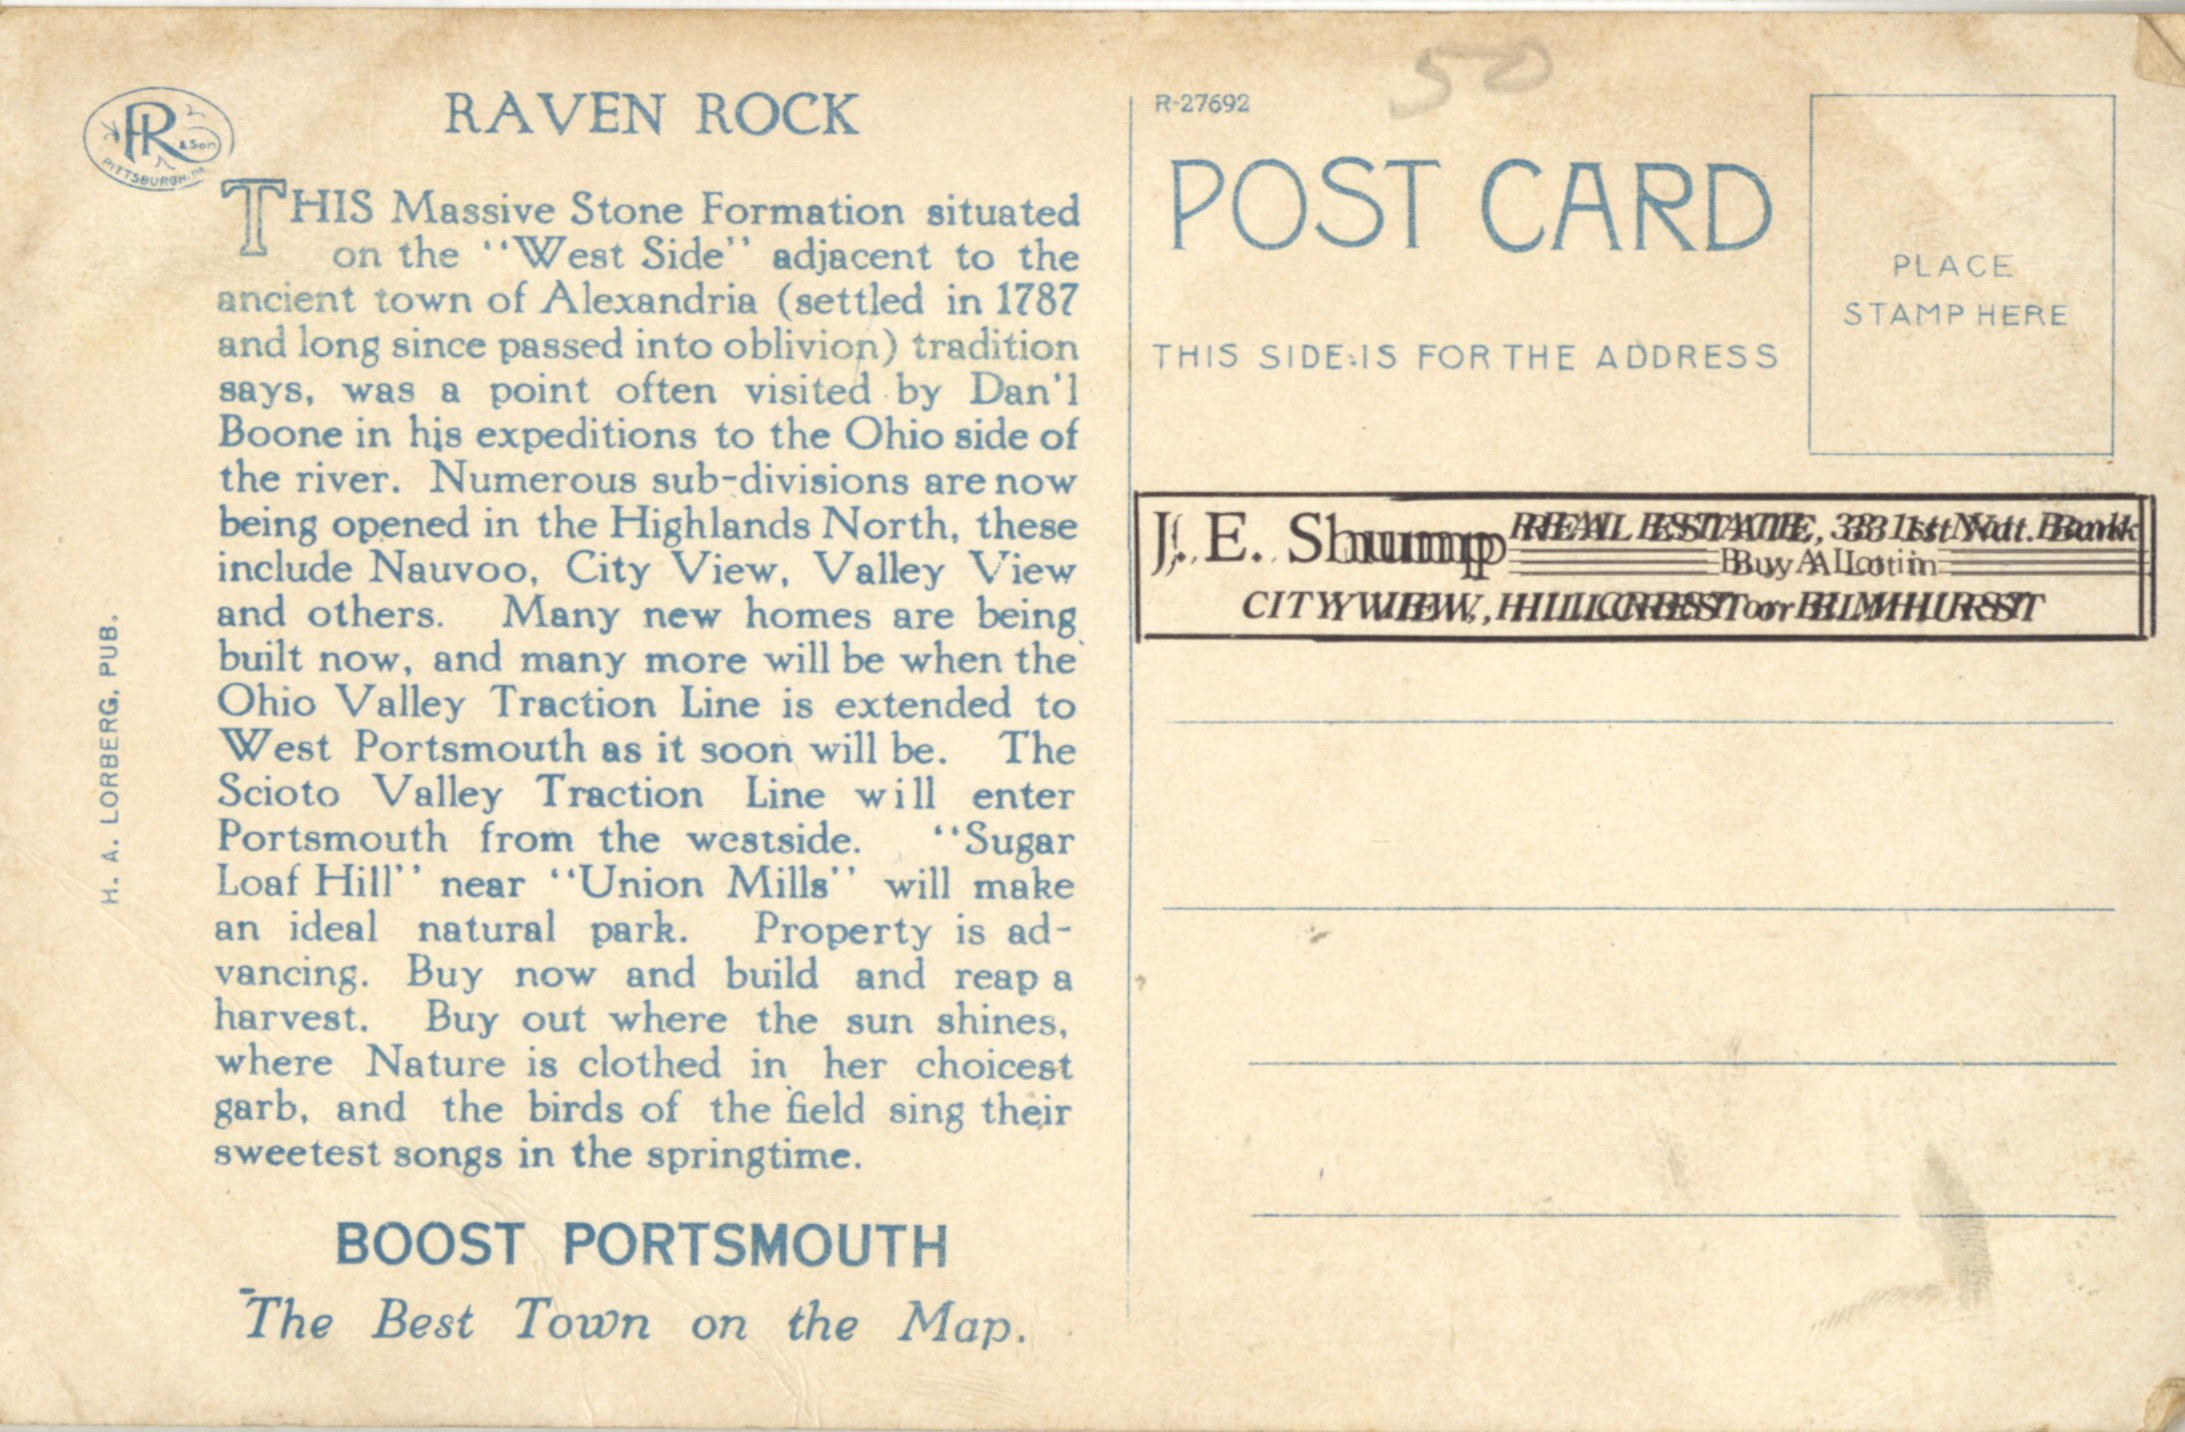 HR & Son
PITTSBURGH, PA.
RAVEN ROCK
THIS Massive Stone Formation situated
on the "West Side" adjacent to the
ancient town of Alexandria (settled in 1787
and long since passed into oblivion) tradition
says, was a point often visited by Dan'l
Boone in his expeditions to the Ohio side of
the river. Numerous sub-divisions are now
being opened in the Highlands North, these
include Nauvoo, City View, Valley View
and others. Many new homes are being
built now, and many more will be when the
Ohio Valley Traction Line is extended to
West Portsmouth as it soon will be. The
Scioto Valley Traction Line will enter
Portsmouth from the westside. "Sugar
Loaf Hill" near "Union Mills" will make
an ideal natural park. Property is ad-
vancing. Buy now and build and reap a
harvest. Buy out where the sun shines,
where Nature is clothed in her choicest
garb, and the birds of the field sing their
sweetest songs in the springtime.
BOOST PORTSMOUTH
The Best Town on the Map.
H. A. LORBERG, PUB.
R-27692
50
POST CARD
THIS SIDE IS FOR THE ADDRESS
PLACE
STAMP HERE
J. E. Shump REAL ESTATE, 33 1st Nat. Bank
Buy A Lot in
CITY VIEW, HILLCREST or ELMHURST